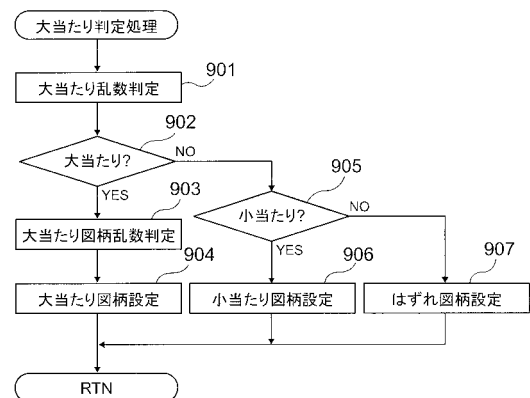 大当たり判定処理
901
大当たり乱数判定
902
大当たり?
NO
YES
903
905
小当たり?
NO
YES
大当たり図柄乱数判定
904
906
907
大当たり図柄設定
小当たり図柄設定
はずれ図柄設定
RTN